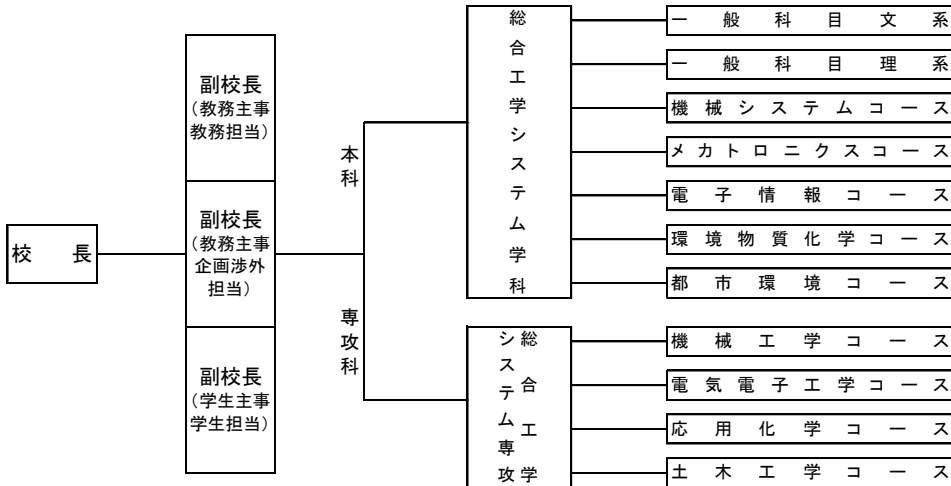 校長
副校長
（教務主事
教務担当）
副校長
（教務主事
企画渉外
担当）
副校長
（学生主事
学生担当）
本科
専攻科
総合工学システム学科
一般科目文系
一般科目理系
機械システムコース
メカトロニクスコース
電子情報コース
環境物質化学コース
都市環境コース
総合工学
システム専攻
機械工学コース
電気電子工学コース
応用化学コース
土木工学コース